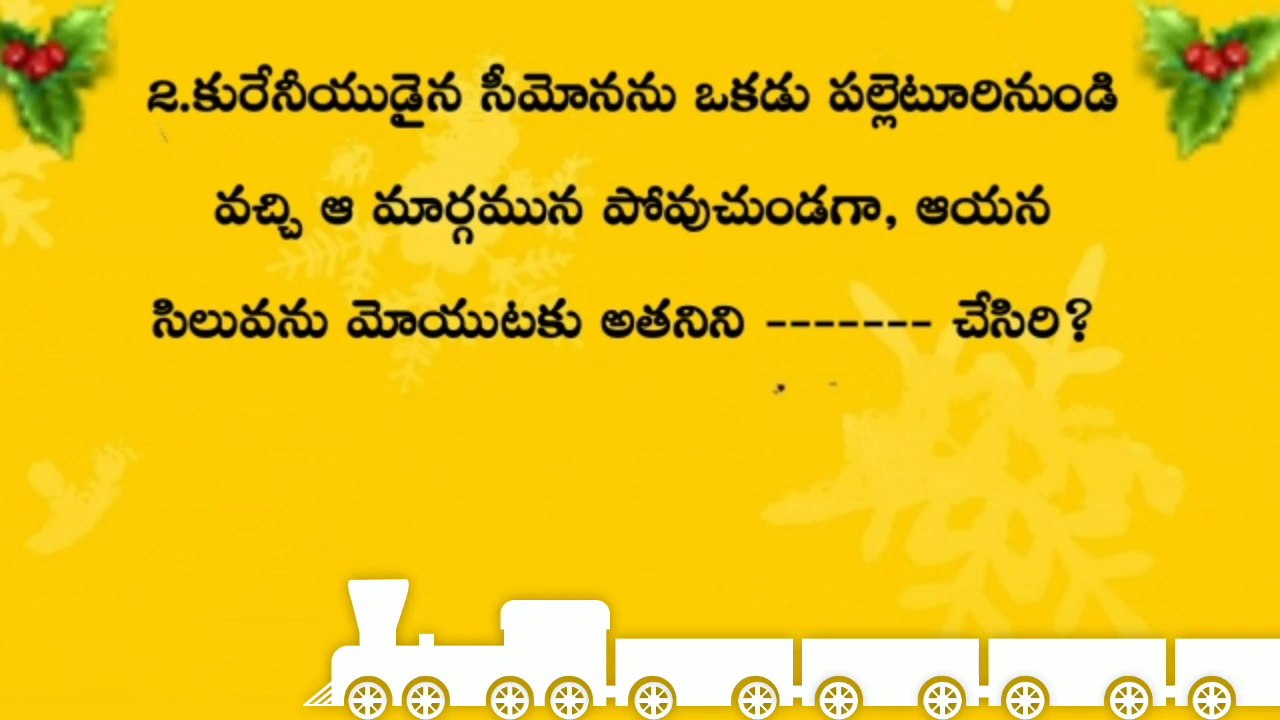 ౨.కురేనీయుడైన సీమోనను ఒకడు పల్లెటూరినుండి
వచ్చి ఆ మార్గమున పోవుచుండగా, ఆయన
సిలువను మోయుటకు అతనిని ------- చేసిరి?